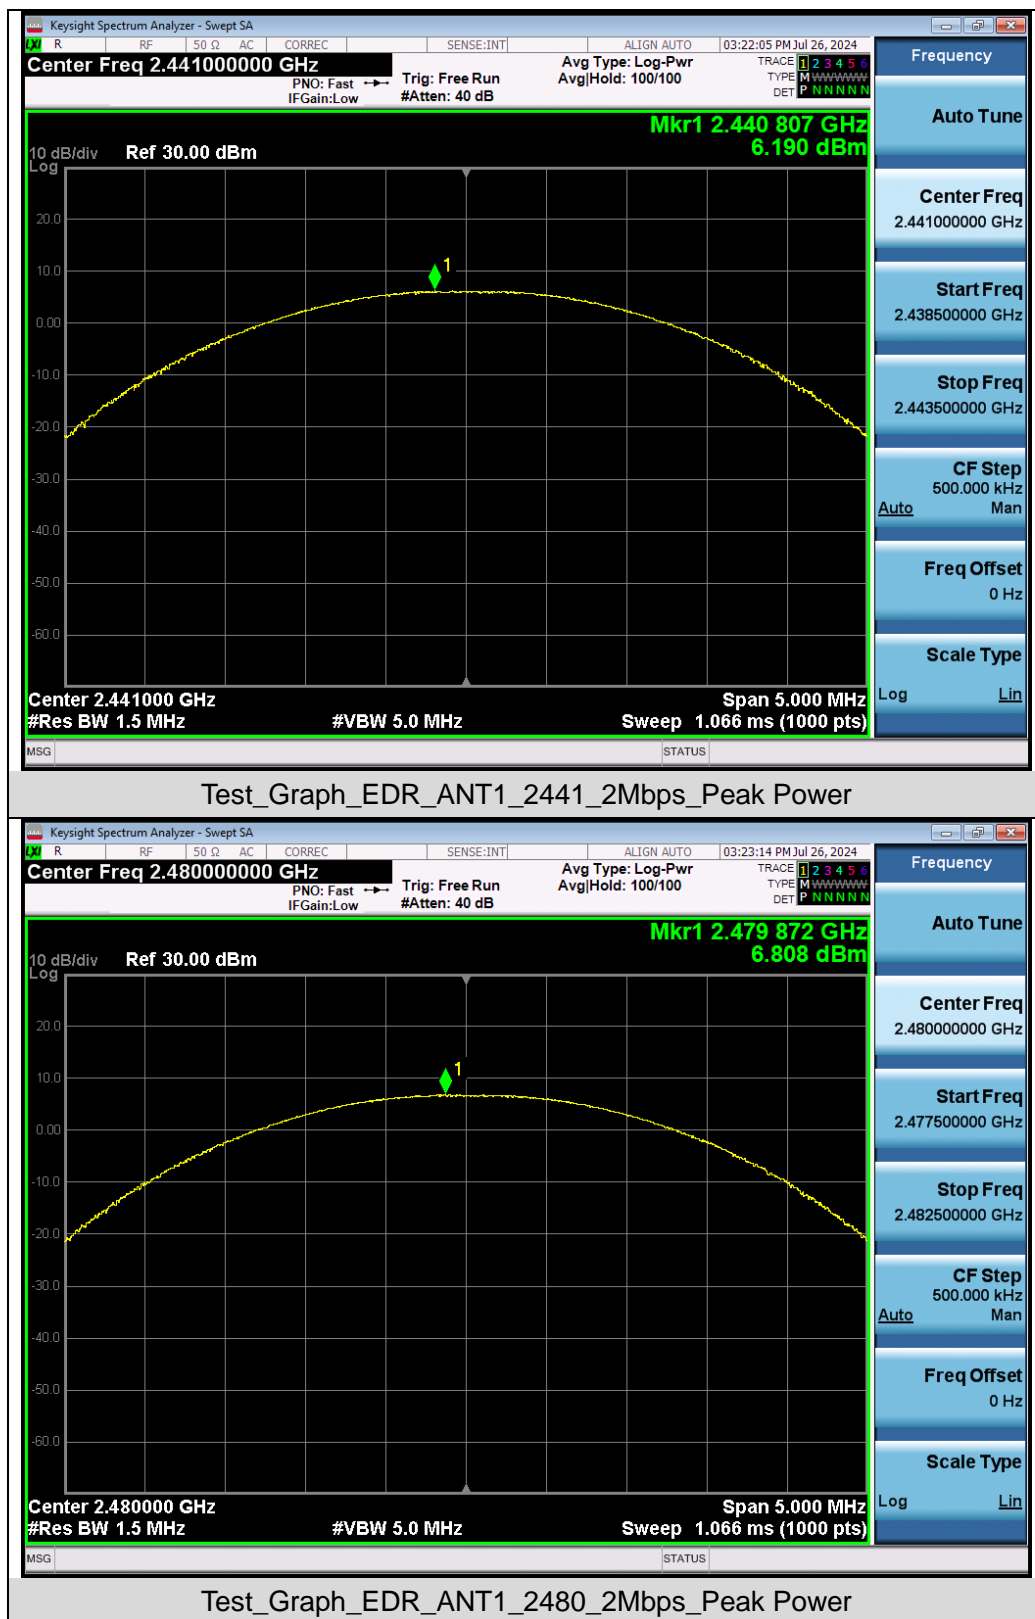 Keysight Spectrum Analyzer - Swept SA
LXI R RF 50 Ω AC CORREC SENSE:INT ALIGN AUTO 03:22:05 PM Jul 26, 2024
Center Freq 2.441000000 GHz Avg Type: Log-Pwr TRACE 1 2 3 4 5 6
PNO: Fast Trig: Free Run Avg|Hold: 100/100 TYPE M WWWWW
IFGain:Low #Atten: 40 dB DET P N N N N N
Mkr1 2.440 807 GHz
6.190 dBm
10 dB/div Ref 30.00 dBm
Log
20.0
10.0
1
0.00
-10.0
-20.0
-30.0
-40.0
-50.0
-60.0
Center 2.441000 GHz Span 5.000 MHz
#Res BW 1.5 MHz #VBW 5.0 MHz Sweep 1.066 ms (1000 pts)
MSG STATUS
Frequency
Auto Tune
Center Freq
2.441000000 GHz
Start Freq
2.438500000 GHz
Stop Freq
2.443500000 GHz
CF Step
500.000 kHz
Auto Man
Freq Offset
0 Hz
Scale Type
Log Lin
Test_Graph_EDR_ANT1_2441_2Mbps_Peak Power
Keysight Spectrum Analyzer - Swept SA
LXI R RF 50 Ω AC CORREC SENSE:INT ALIGN AUTO 03:23:14 PM Jul 26, 2024
Center Freq 2.480000000 GHz Avg Type: Log-Pwr TRACE 1 2 3 4 5 6
PNO: Fast Trig: Free Run Avg|Hold: 100/100 TYPE M WWWWW
IFGain:Low #Atten: 40 dB DET P N N N N N
Mkr1 2.479 872 GHz
6.808 dBm
10 dB/div Ref 30.00 dBm
Log
20.0
10.0
1
0.00
-10.0
-20.0
-30.0
-40.0
-50.0
-60.0
Center 2.480000 GHz Span 5.000 MHz
#Res BW 1.5 MHz #VBW 5.0 MHz Sweep 1.066 ms (1000 pts)
MSG STATUS
Frequency
Auto Tune
Center Freq
2.480000000 GHz
Start Freq
2.477500000 GHz
Stop Freq
2.482500000 GHz
CF Step
500.000 kHz
Auto Man
Freq Offset
0 Hz
Scale Type
Log Lin
Test_Graph_EDR_ANT1_2480_2Mbps_Peak Power